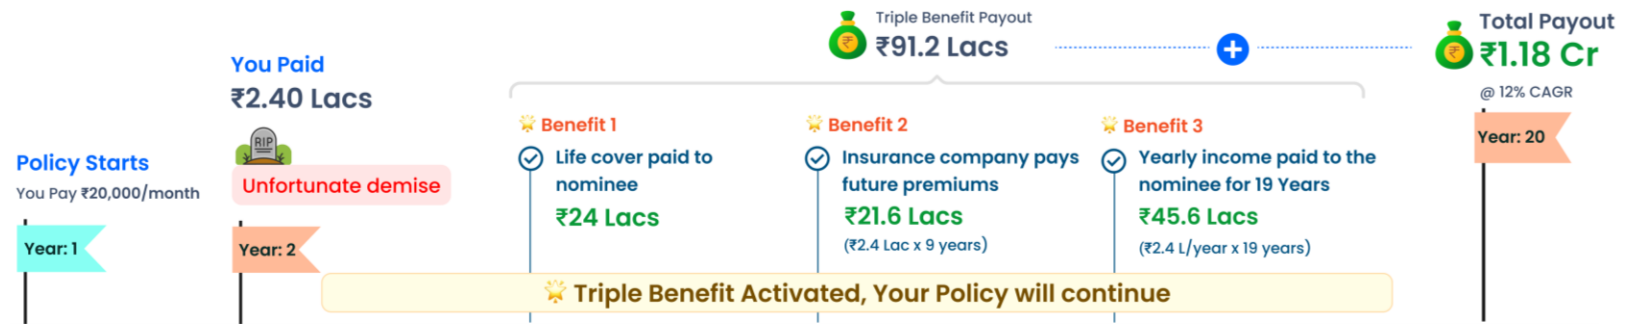 Policy Starts
You Pay ₹20,000/month
Year: 1
You Paid
₹2.40 Lacs
RIP
Unfortunate demise
Year: 2
Triple Benefit Payout
₹91.2 Lacs
Benefit 1
Life cover paid to
nominee
₹24 Lacs
Benefit 2
Insurance company pays
future premiums
₹21.6 Lacs
(₹2.4 Lac x 9 years)
Benefit 3
Yearly income paid to the
nominee for 19 Years
₹45.6 Lacs
(₹2.4 L/year x 19 years)
Triple Benefit Activated, Your Policy will continue
Total Payout
₹1.18 Cr
@ 12% CAGR
Year: 20